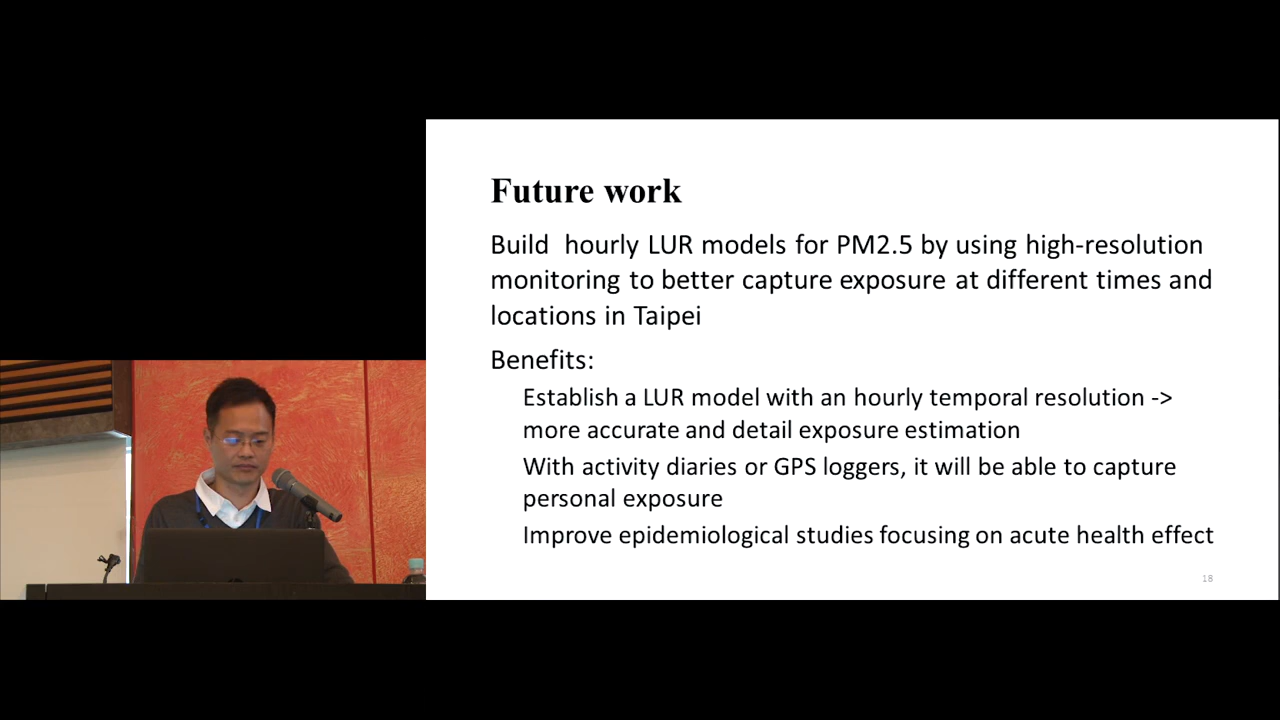 Future work
Build  hourly LUR models for PM2.5 by using high-resolution
monitoring to better capture exposure at different times and
locations in Taipei
Benefits:
Establish a LUR model with an hourly temporal resolution ->
more accurate and detail exposure estimation
With activity diaries or GPS loggers, it will be able to capture
personal exposure
Improve epidemiological studies focusing on acute health effect
18